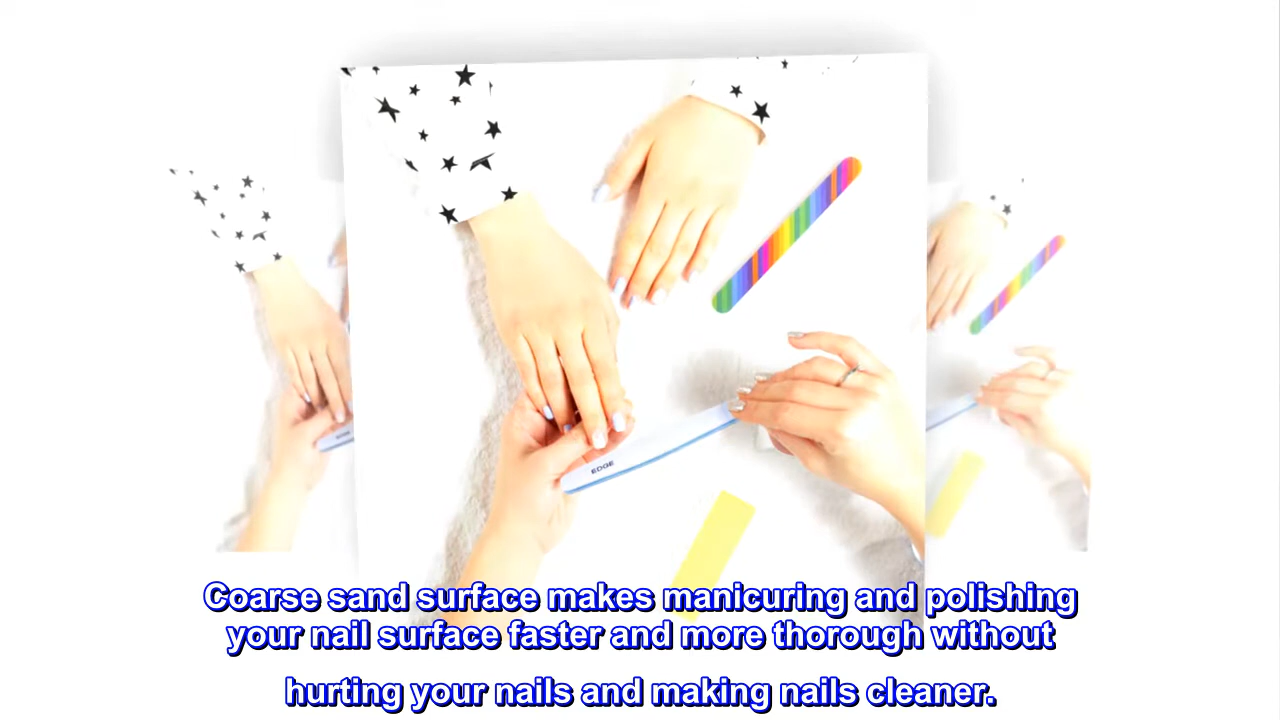 EDGE
Coarse sand surface makes manicuring and polishing
your nail surface faster and more thorough without
hurting your nails and making nails cleaner.